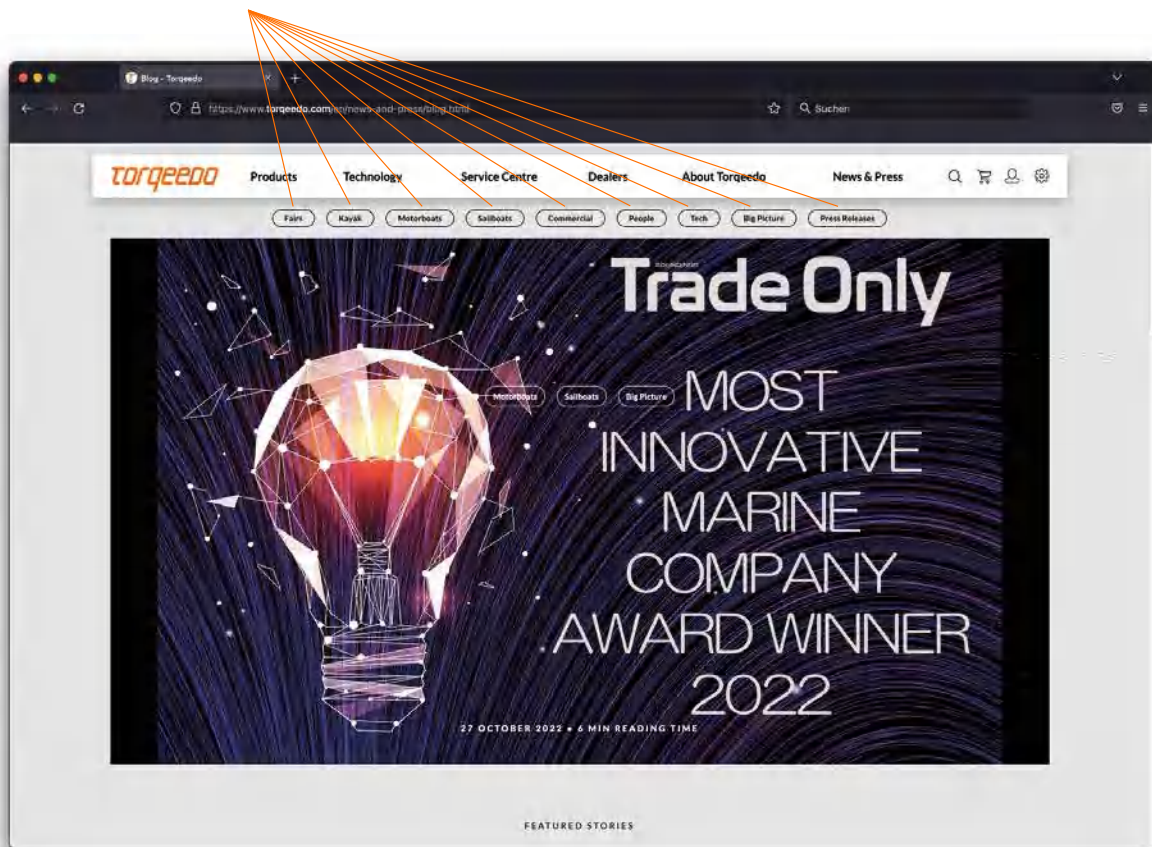 Blog - Torqeedo
https://www.torqeedo.com/en/news-and-press/blog.html
Suchen
TORQEEDO
Products Technology Service Centre Dealers About Torqeedo News & Press
Fairs Kayak Motorboats Sailboats Commercial People Tech Big Picture Press Releases
Trade Only
Motorboats Sailboats Big Picture
MOST
INNOVATIVE
MARINE
COMPANY
AWARD WINNER
2022
27 OCTOBER 2022 • 6 MIN READING TIME
FEATURED STORIES